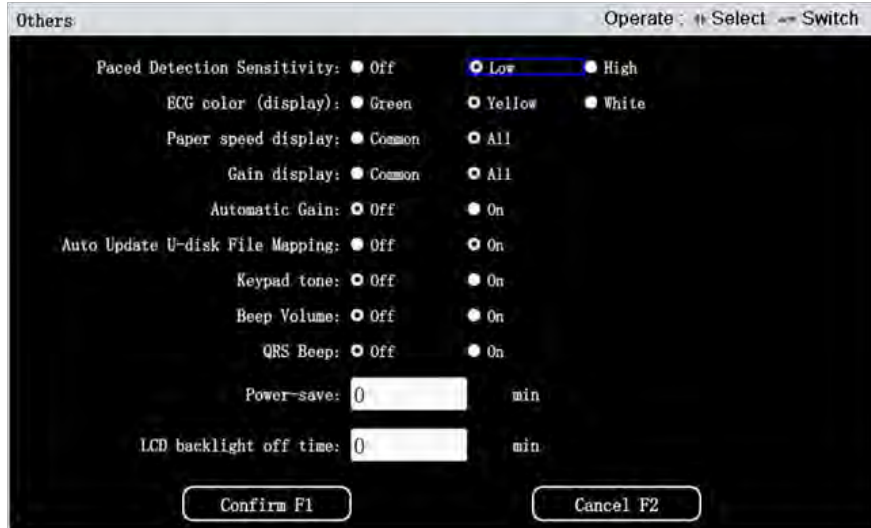 Others Operate : Select Switch
Paced Detection Sensitivity: Off Low High
ECG color (display): Green Yellow White
Paper speed display: Common All
Gain display: Common All
Automatic Gain: Off On
Auto Update U-disk File Mapping: Off On
Keypad tone: Off On
Beep Volume: Off On
QRS Beep: Off On
Power-save: 0 min
LCD backlight off time: 0 min
Confirm F1 Cancel F2